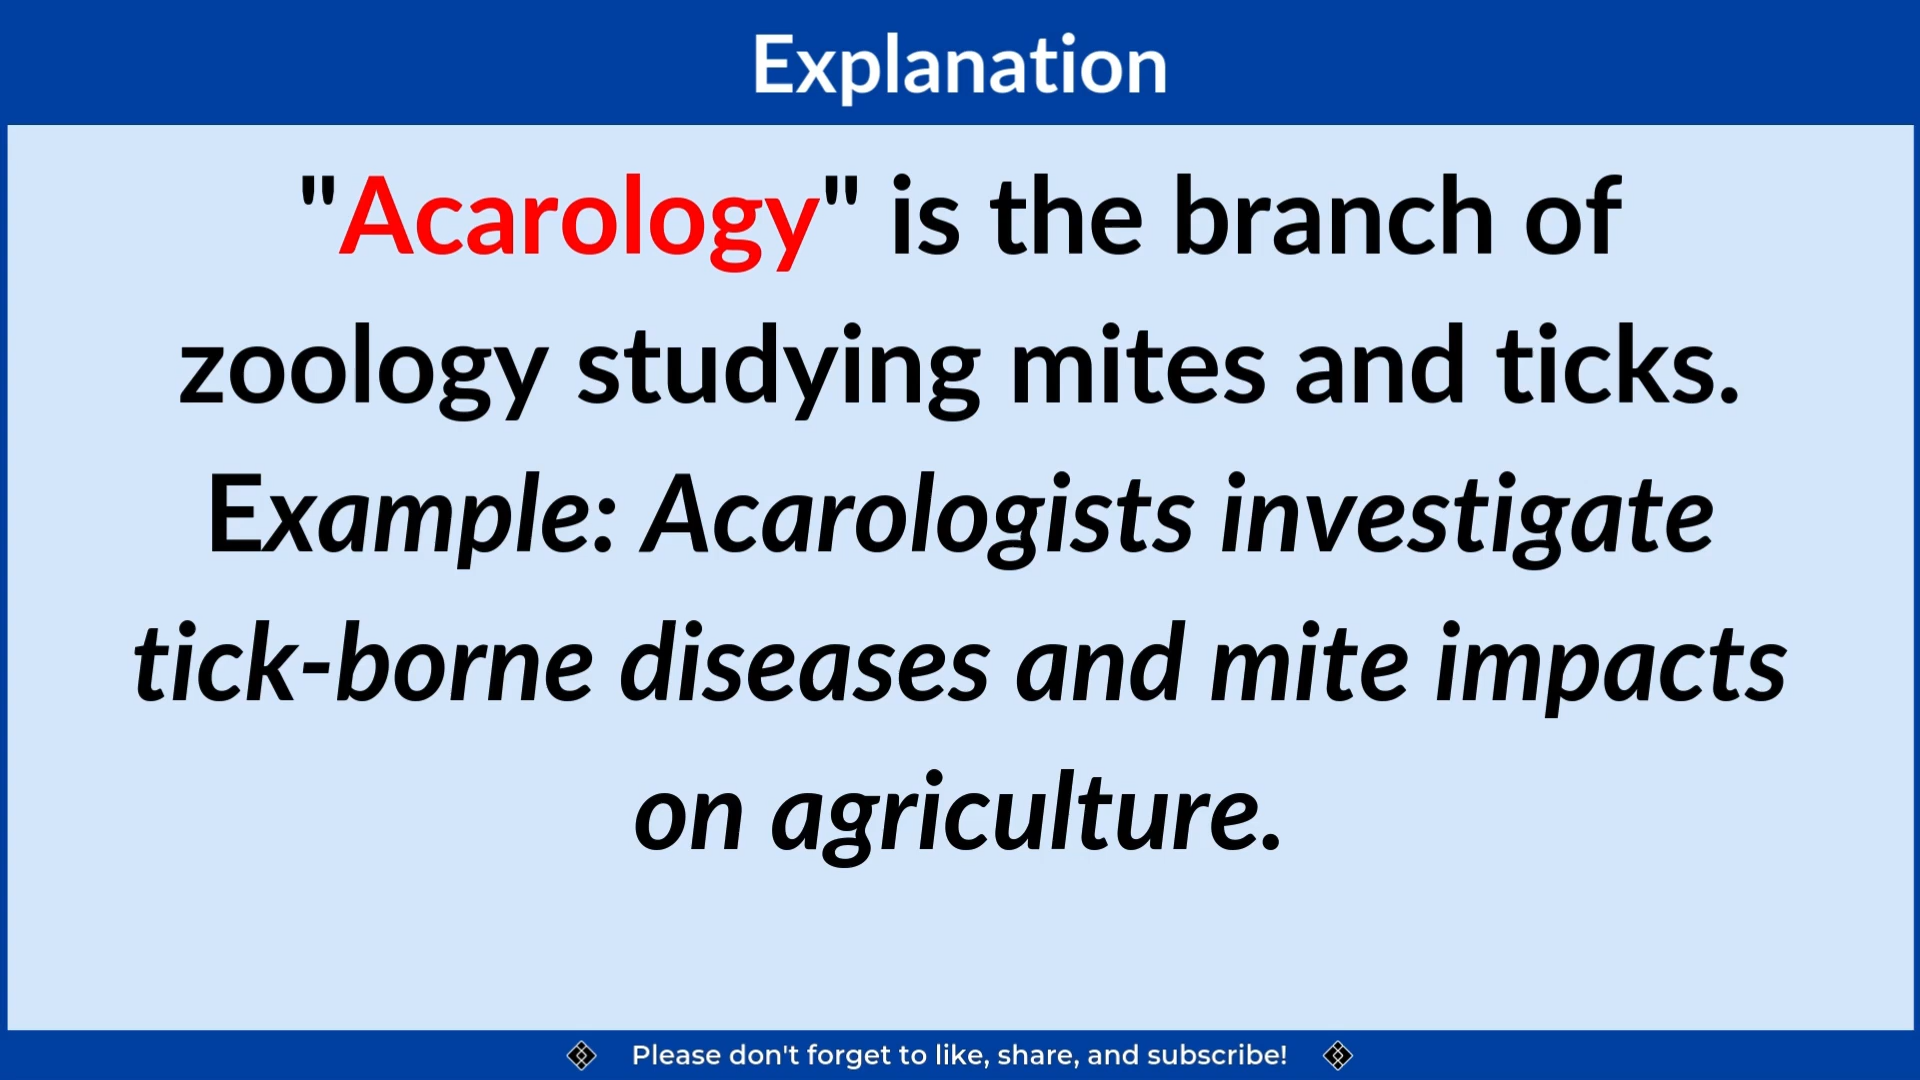 Explanation
"Acarology" is the branch of
zoology studying mites and ticks.
Example: Acarologists investigate
tick-borne diseases and mite impacts
on agriculture.
Please don't forget to like, share, and subscribe!